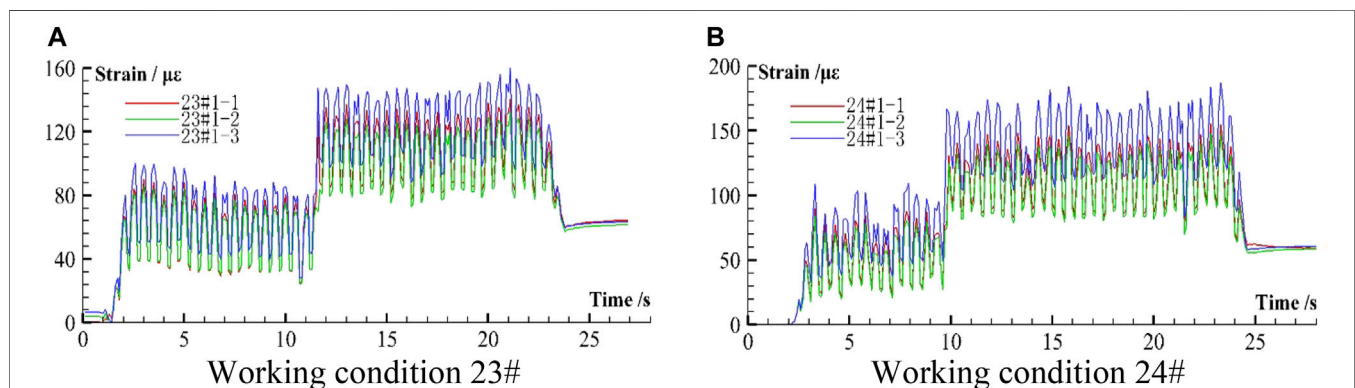 A
Strain / με
160
120
80
40
0
23#1-1
23#1-2
23#1-3
Time /s
0 5 10 15 20 25
Working condition 23#
B
Strain /με
200
150
100
50
0
24#1-1
24#1-2
24#1-3
Time /s
0 5 10 15 20 25
Working condition 24#